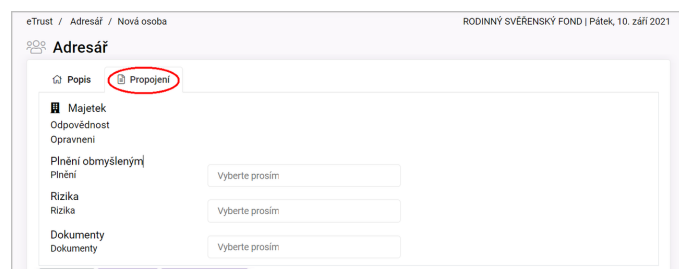 eTrust / Adresář / Nová osoba RODINNÝ SVĚŘENSKÝ FOND | Pátek, 10. září 2021
Adresář
Popis Propojení
Majetek
Odpovědnost
Opravneni
Plnění obmyšleným
Plnění Vyberte prosím
Rizika
Rizika Vyberte prosím
Dokumenty
Dokumenty Vyberte prosím